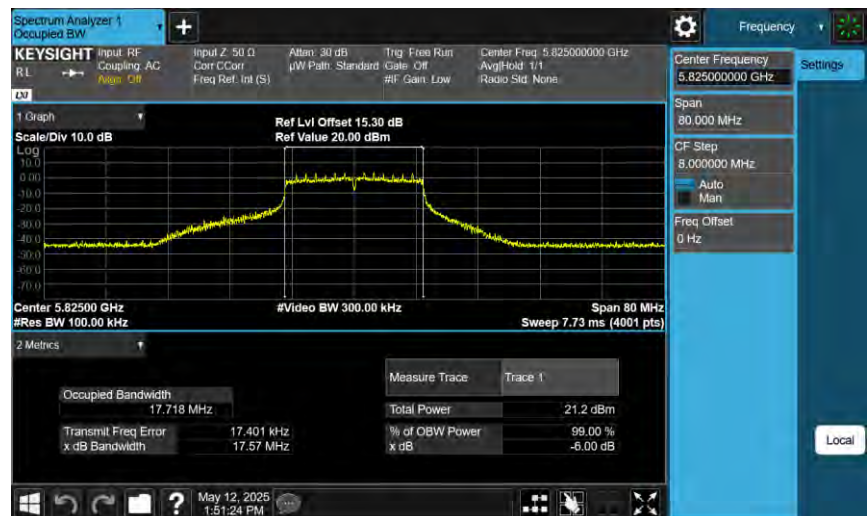 Spectrum Analyzer 1
Occupied BW
Frequency
KEYSIGHT
RL
LXI
Input: RF
Coupling: AC
Align: Off
Input Z: 50 Ω
Corr CCorr
Freq Ref: Int (S)
Atten: 30 dB
µW Path: Standard
Trig: Free Run
Gate: Off
#IF Gain: Low
Center Freq: 5.825000000 GHz
Avg|Hold: 1/1
Radio Std: None
Center Frequency
5.825000000 GHz
Settings
Span
80.000 MHz
CF Step
8.000000 MHz
Auto
Man
Freq Offset
0 Hz
1 Graph
Scale/Div 10.0 dB
Ref Lvl Offset 15.30 dB
Ref Value 20.00 dBm
Log
10.0
0.00
-10.0
-20.0
-30.0
-40.0
-50.0
-60.0
-70.0
Center 5.82500 GHz
#Res BW 100.00 kHz
#Video BW 300.00 kHz
Span 80 MHz
Sweep 7.73 ms (4001 pts)
2 Metrics
Measure Trace Trace 1
Occupied Bandwidth
17.718 MHz
Total Power 21.2 dBm
Transmit Freq Error 17.401 kHz
% of OBW Power 99.00 %
x dB Bandwidth 17.57 MHz
x dB -6.00 dB
Local
?
May 12, 2025
1:51:24 PM